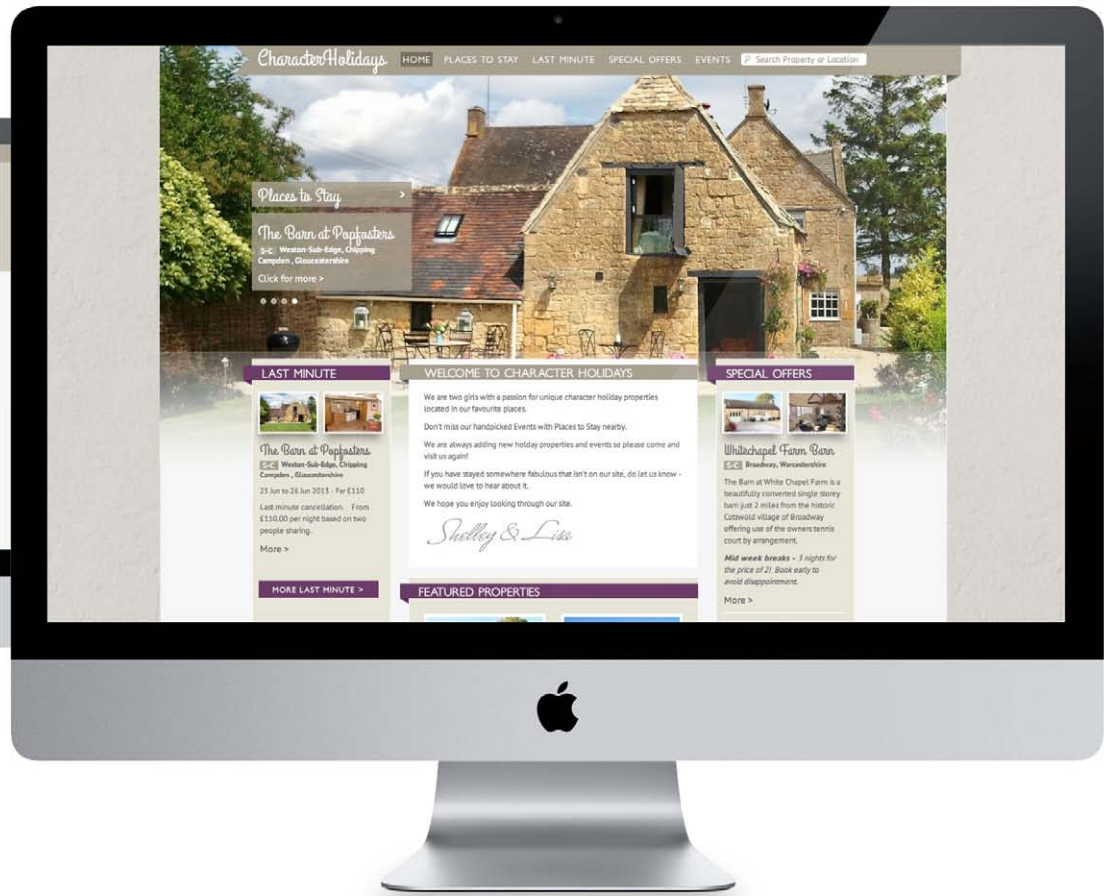 CharacterHolidays
HOME PLACES TO STAY LAST MINUTE SPECIAL OFFERS EVENTS Search Property or Location
Places to Stay >
The Barn at Popfosters
S-C Weston-Sub-Edge, Chipping
Campden , Gloucestershire
Click for more >
LAST MINUTE
The Barn at Popfosters
S-C Weston-Sub-Edge, Chipping
Campden , Gloucestershire
25 Jun to 26 Jun 2013 - For £110
Last minute cancellation. From
£110.00 per night based on two
people sharing.
More >
MORE LAST MINUTE >
WELCOME TO CHARACTER HOLIDAYS
We are two girls with a passion for unique character holiday properties
located in our favourite places.
Don't miss our handpicked Events with Places to Stay nearby.
We are always adding new holiday properties and events so please come and
visit us again!
If you have stayed somewhere fabulous that isn't on our site, do let us know -
we would love to hear about it.
We hope you enjoy looking through our site.
Shelley & Lisa
FEATURED PROPERTIES
SPECIAL OFFERS
Whitechapel Farm Barn
S-C Broadway, Worcestershire
The Barn at White Chapel Farm is a
beautifully converted single storey
barn just 2 miles from the historic
Cotswold village of Broadway
offering use of the owners tennis
court by arrangement.
Mid week breaks - 3 nights for
the price of 2! Book early to
avoid disappointment.
More >